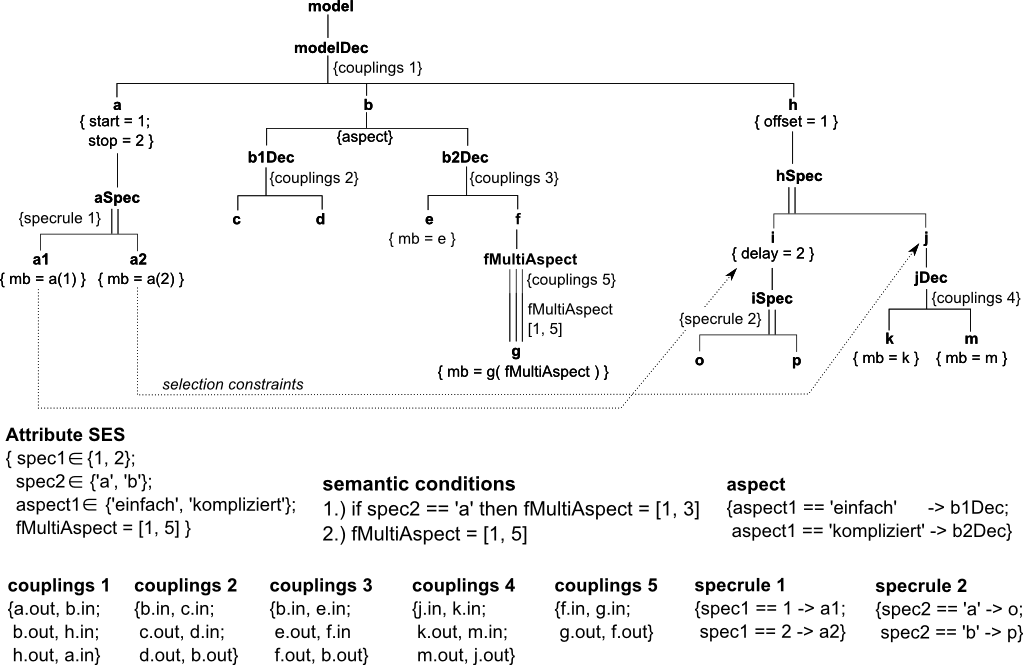 model
modelDec
{couplings 1}
a
b
h
{ start = 1;
stop = 2 }
{ offset = 1 }
{aspect}
b1Dec
b2Dec
{couplings 2}
{couplings 3}
hSpec
aSpec
{specrule 1}
c
d
e
f
{ mb = e }
i
j
{ delay = 2 }
a1
a2
{ mb = a(1) }
{ mb = a(2) }
fMultiAspect
{couplings 5}
jDec
{couplings 4}
iSpec
fMultiAspect
[1, 5]
{specrule 2}
k
m
{ mb = k }
{ mb = m }
g
o
p
{ mb = g( fMultiAspect ) }
selection constraints
Attribute SES
{ spec1∈ {1, 2};
spec2∈ {'a', 'b'};
aspect1∈ {'einfach', 'kompliziert'};
fMultiAspect = [1, 5] }
semantic conditions
1.) if spec2 == 'a' then fMultiAspect = [1, 3]
2.) fMultiAspect = [1, 5]
aspect
{aspect1 == 'einfach' -> b1Dec;
aspect1 == 'kompliziert' -> b2Dec}
couplings 1
{a.out, b.in;
b.out, h.in;
h.out, a.in}
couplings 2
{b.in, c.in;
c.out, d.in;
d.out, b.out}
couplings 3
{b.in, e.in;
e.out, f.in
f.out, b.out}
couplings 4
{j.in, k.in;
k.out, m.in;
m.out, j.out}
couplings 5
{f.in, g.in;
g.out, f.out}
specrule 1
{spec1 == 1 -> a1;
spec1 == 2 -> a2}
specrule 2
{spec2 == 'a' -> o;
spec2 == 'b' -> p}